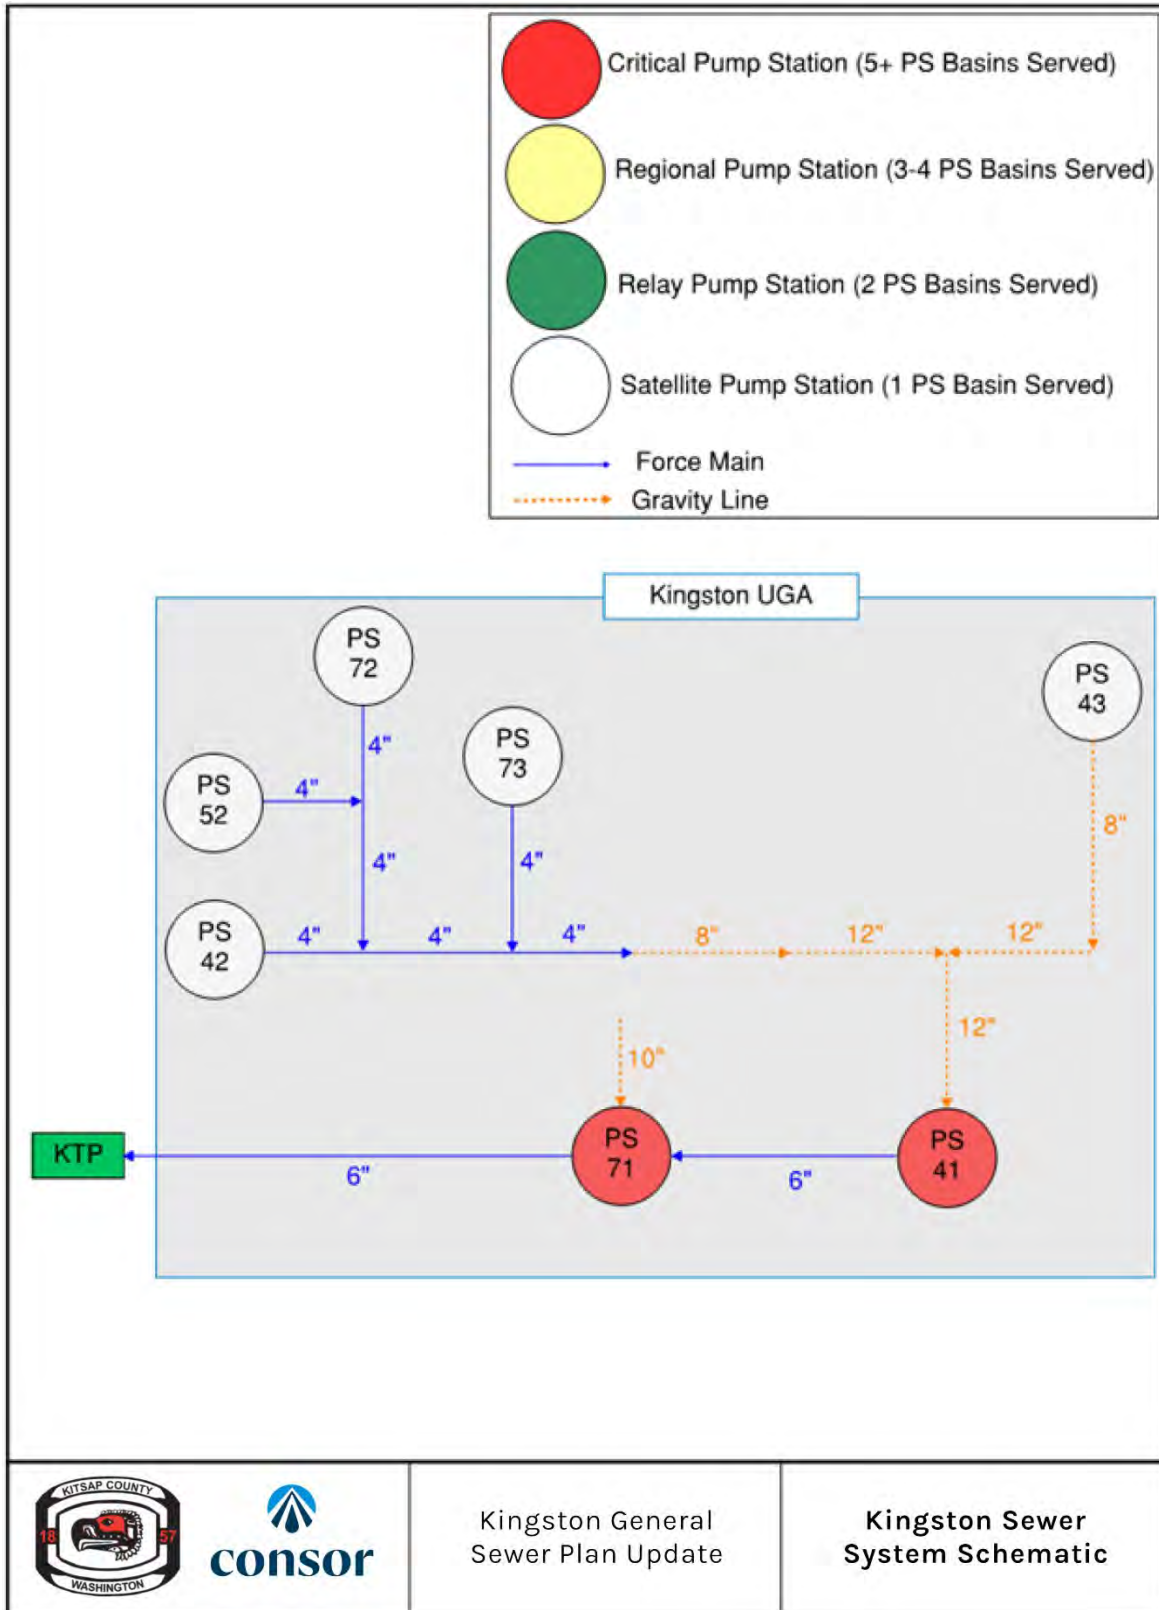 Critical Pump Station (5+ PS Basins Served)
Regional Pump Station (3-4 PS Basins Served)
Relay Pump Station (2 PS Basins Served)
Satellite Pump Station (1 PS Basin Served)
Force Main
Gravity Line
Kingston UGA
PS
72
PS
43
4"
PS
73
PS
52
4"
8"
4"
4"
PS
42
4"
4"
4"
8"
12"
12"
12"
10"
KTP
6"
PS
71
6"
PS
41
KITSAP COUNTY
18
57
WASHINGTON
consor
Kingston General
Sewer Plan Update
Kingston Sewer
System Schematic